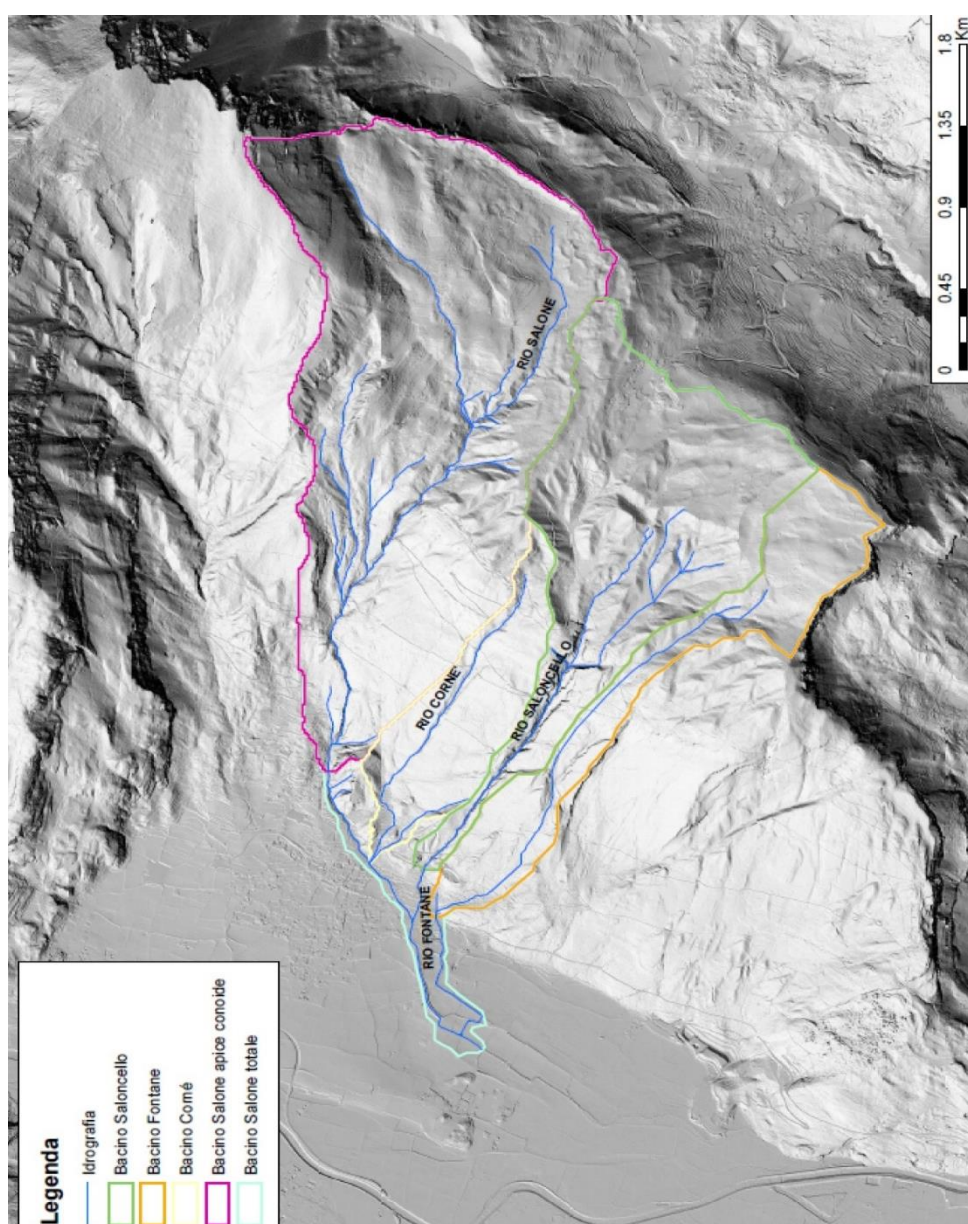 Legenda
Idrografia
Bacino Saloncello
Bacino Fontane
Bacino Corné
Bacino Salone apice conoide
Bacino Salone totale
RIO FONTANE
RIO CORNE'
RIO SALONCELLO
RIO SALONE
0 0.45 0.9 1.35 1.8
Km